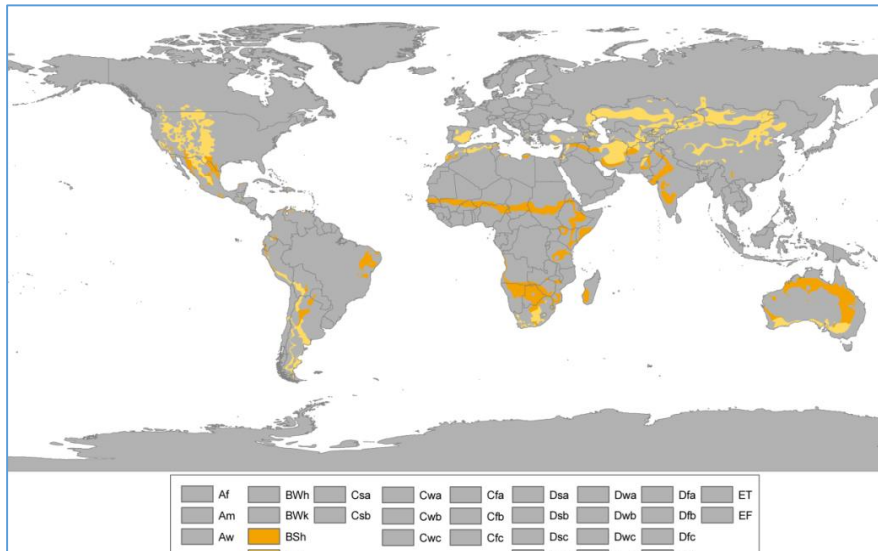 Af BWh Csa Cwa Cfa Dsa Dwa Dfa ET
Am BWk Csb Cwb Cfb Dsb Dwb Dfb EF
Aw BSh Cwc Cfc Dsc Dwc Dfc